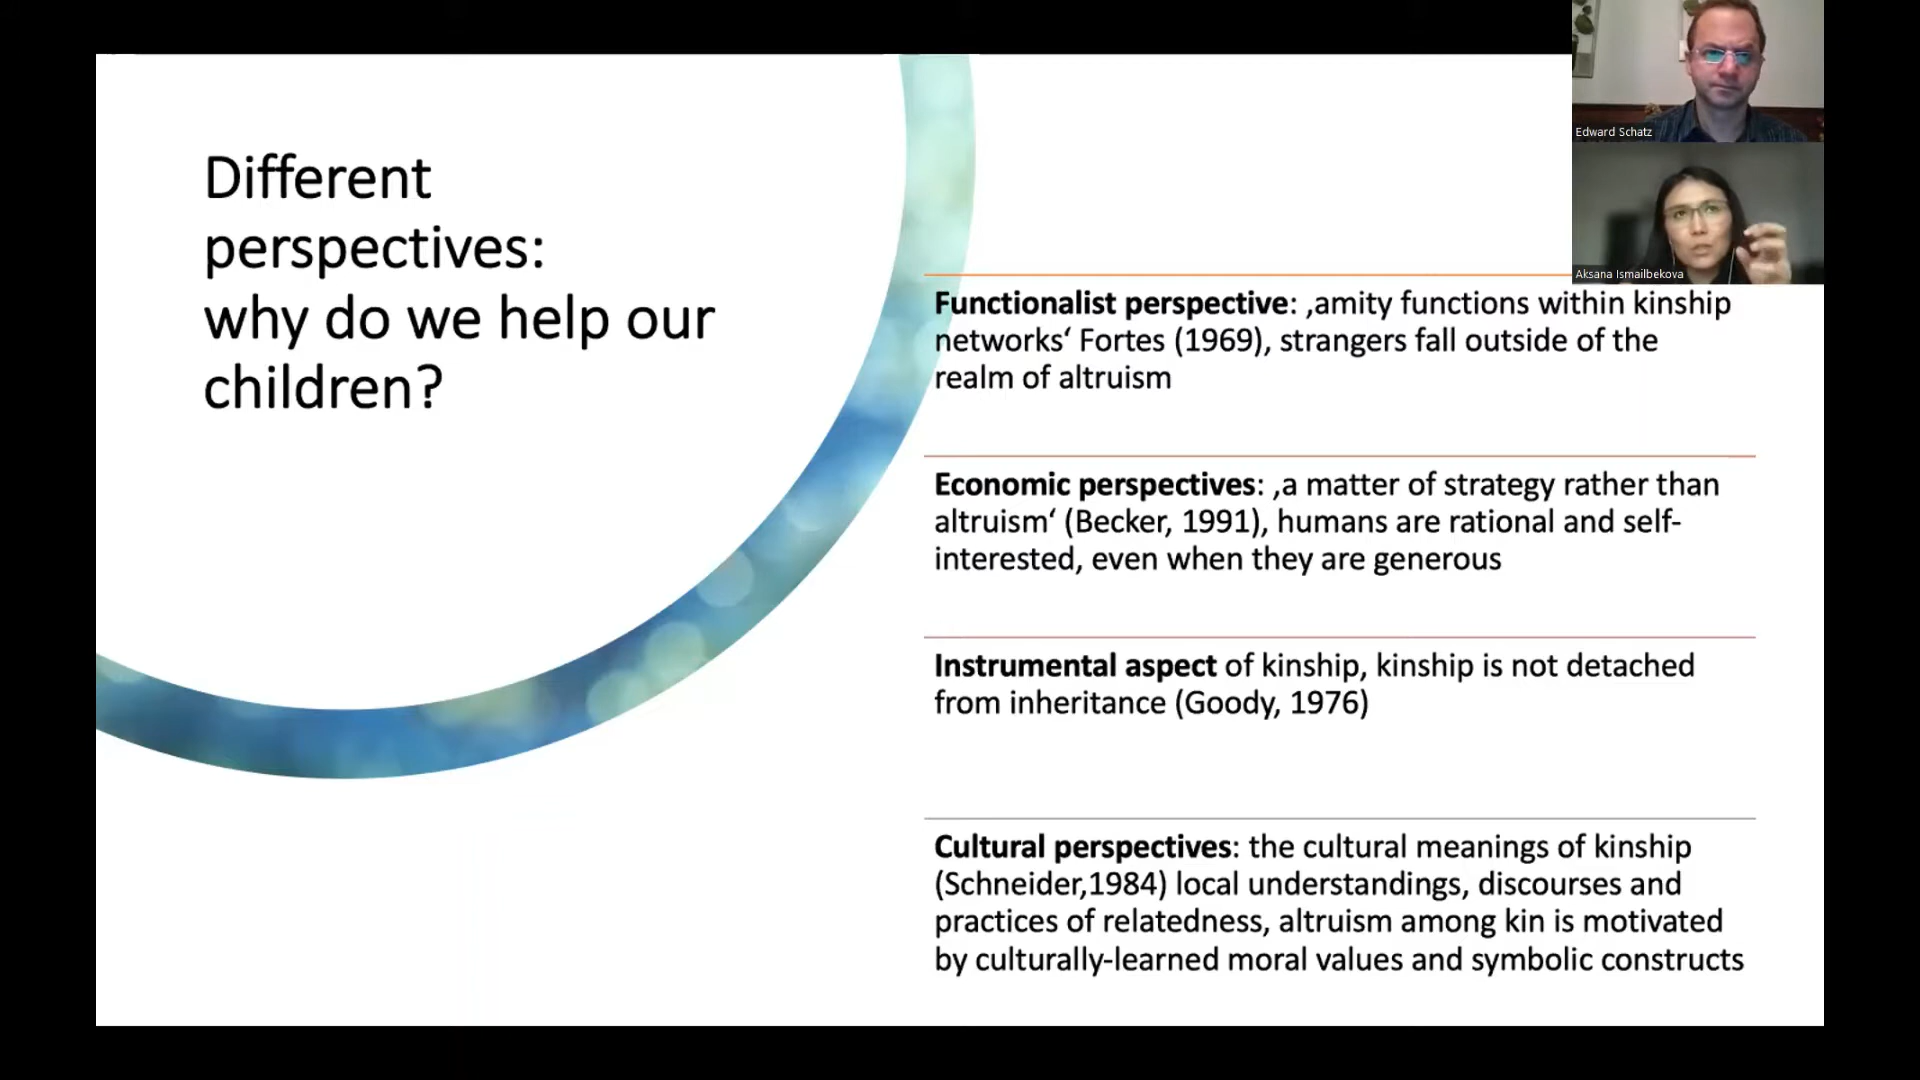 Different
perspectives:
why do we help our
children?
Edward Schatz
Aksana Ismailbekova
Functionalist perspective: ‚amity functions within kinship
networks‘ Fortes (1969), strangers fall outside of the
realm of altruism
Economic perspectives: ‚a matter of strategy rather than
altruism‘ (Becker, 1991), humans are rational and self-
interested, even when they are generous
Instrumental aspect of kinship, kinship is not detached
from inheritance (Goody, 1976)
Cultural perspectives: the cultural meanings of kinship
(Schneider,1984) local understandings, discourses and
practices of relatedness, altruism among kin is motivated
by culturally-learned moral values and symbolic constructs